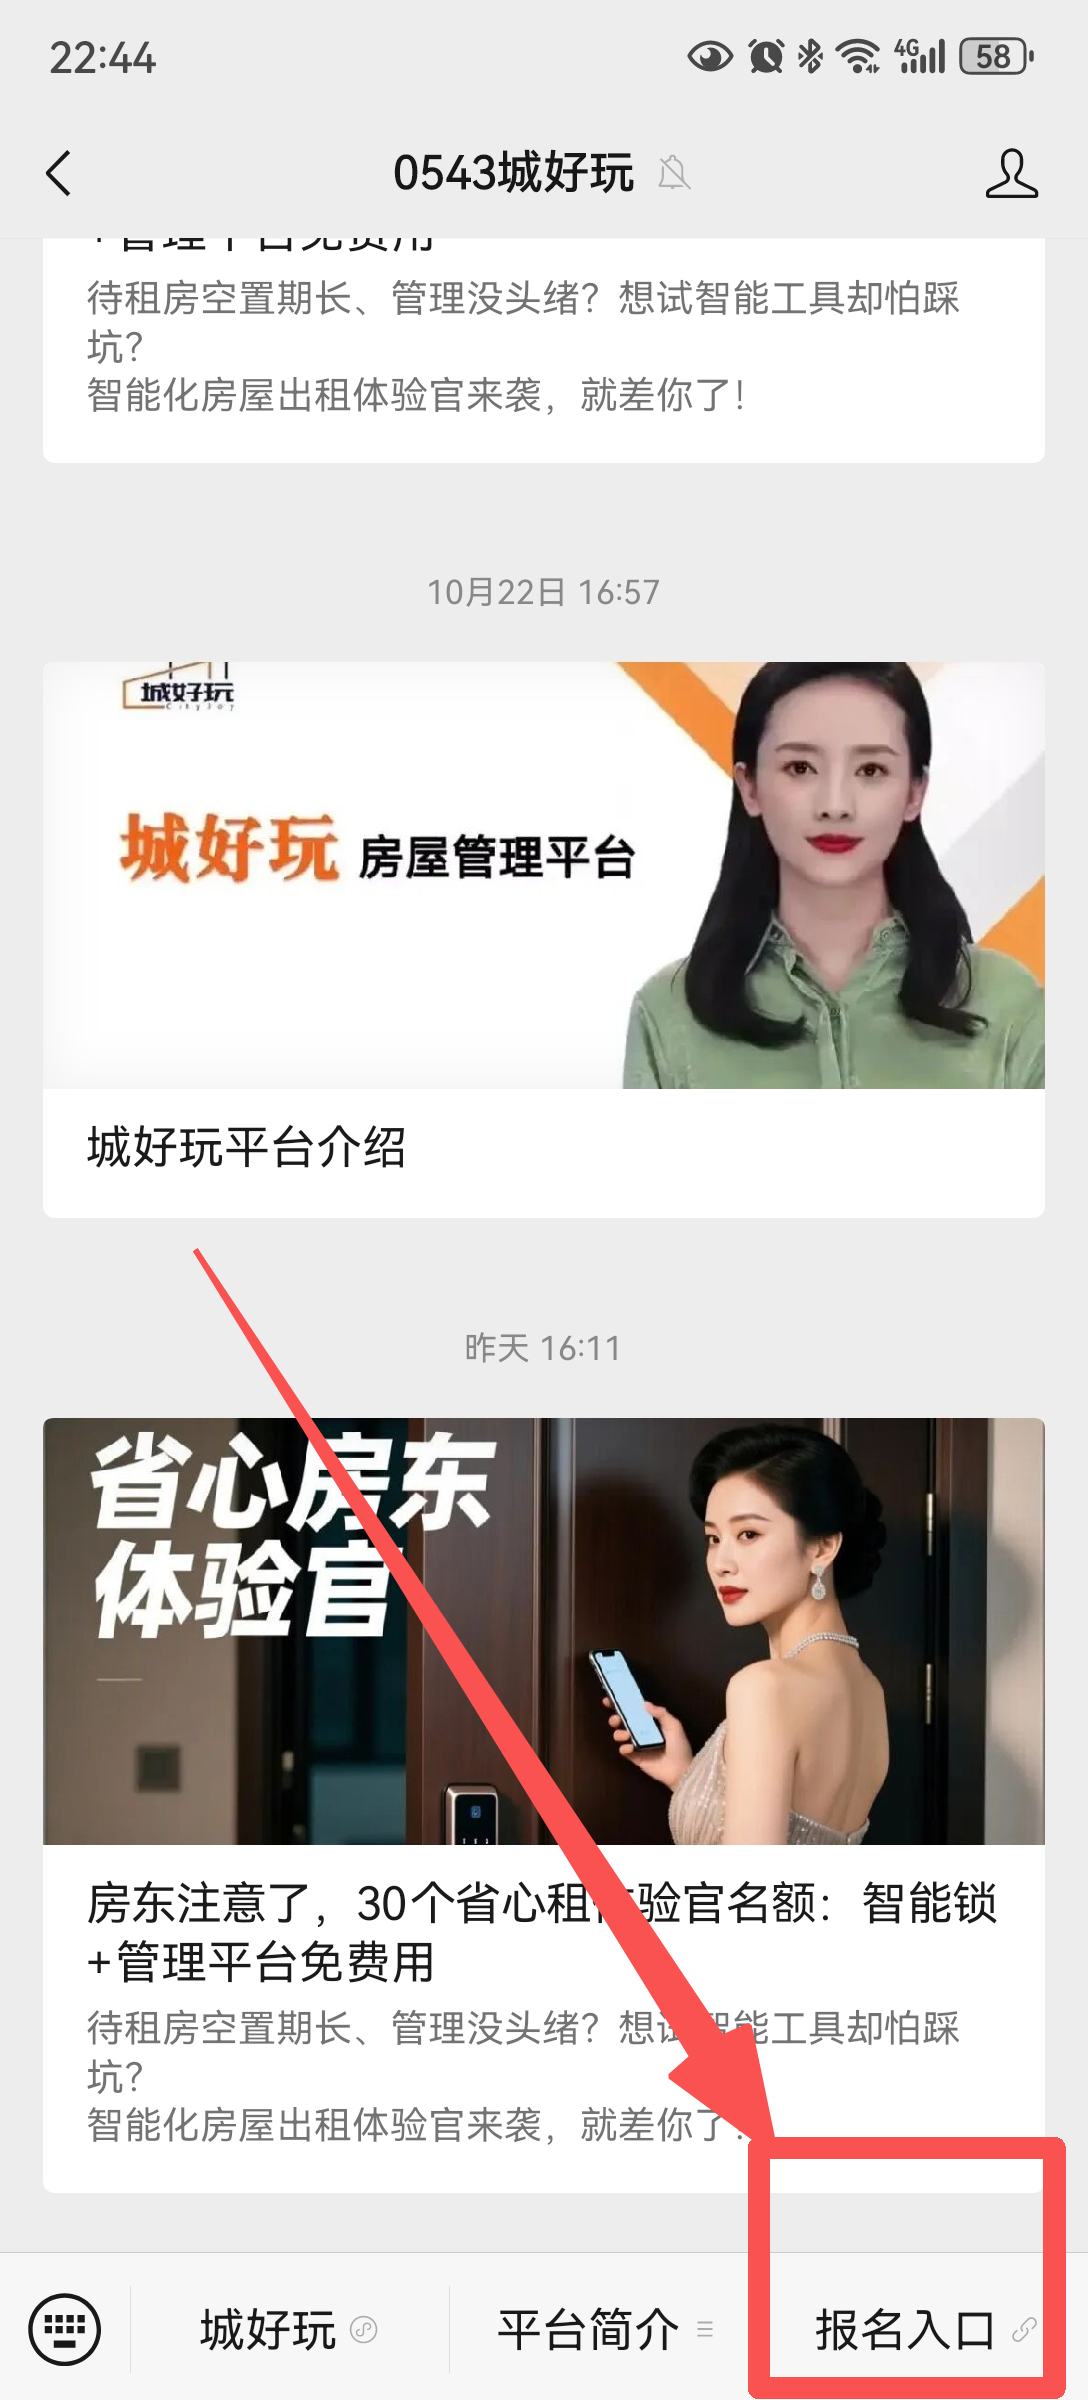 22:44
4G
58
0543城好玩
+管理平台免费用
待租房空置期长、管理没头绪？想试智能工具却怕踩
坑？
智能化房屋出租体验官来袭，就差你了！
10月22日 16:57
城好玩
CityJoy
城好玩 房屋管理平台
城好玩平台介绍
昨天 16:11
省心房东
体验官
房东注意了，30个省心租体验官名额：智能锁
+管理平台免费用
待租房空置期长、管理没头绪？想试智能工具却怕踩
坑？
智能化房屋出租体验官来袭，就差你了！
城好玩
平台简介
报名入口